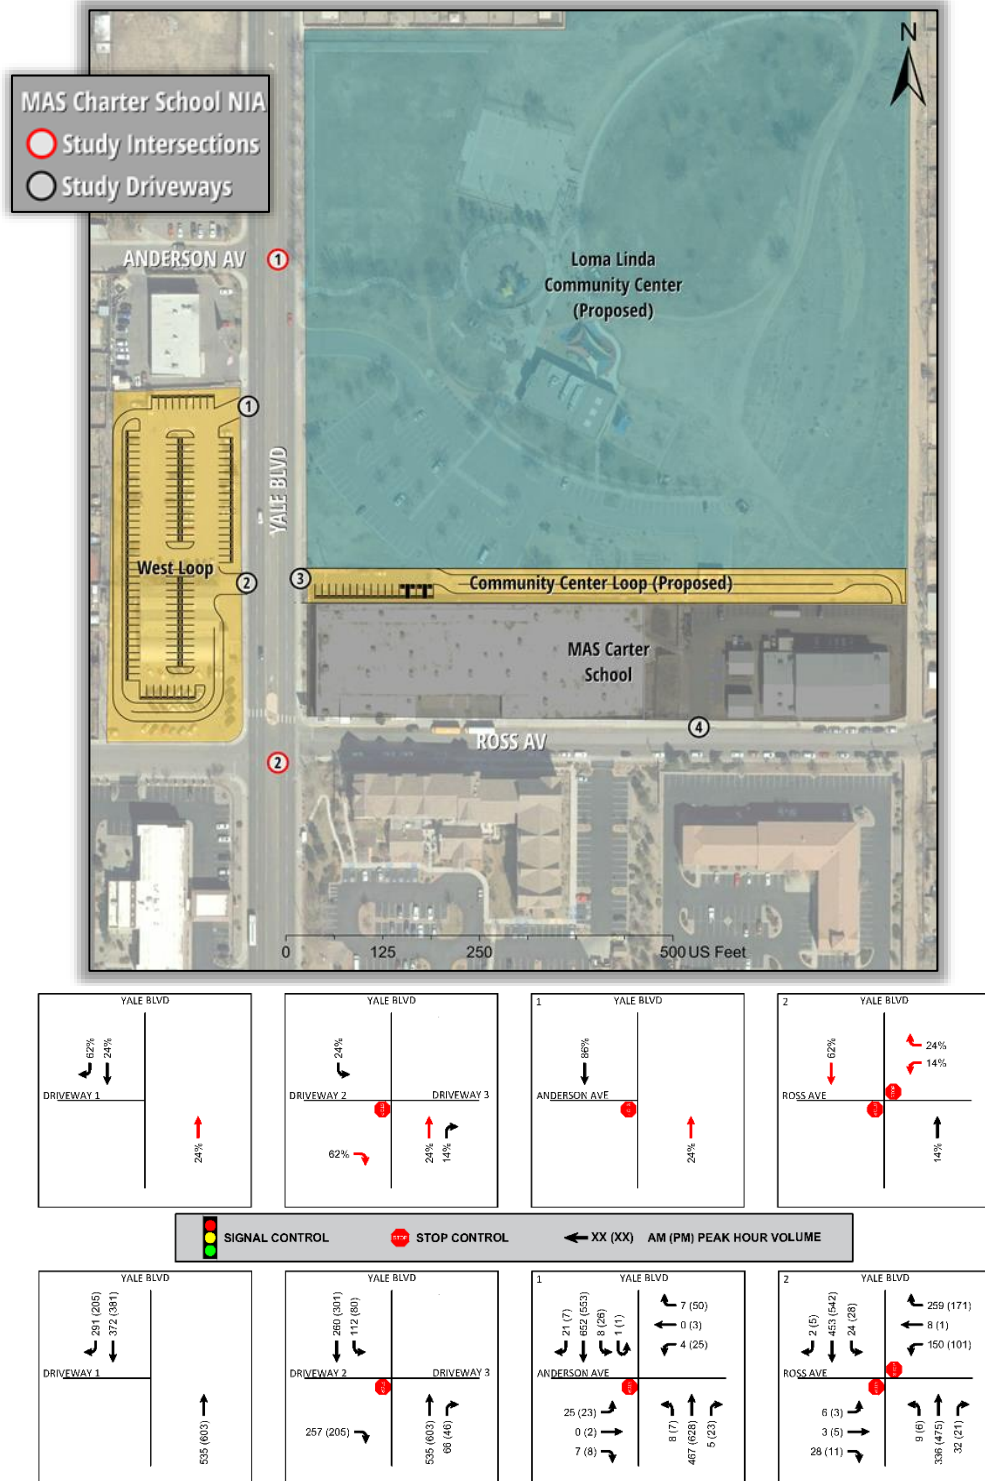 N
MAS Charter School NIA
Study Intersections
Study Driveways
ANDERSON AV
1
Loma Linda
Community Center
(Proposed)
1
YALE BLVD
West Loop
2
3
Community Center Loop (Proposed)
MAS Carter
School
4
ROSS AV
2
0 125 250 500 US Feet
YALE BLVD
62%
24%
DRIVEWAY 1
24%
YALE BLVD
24%
DRIVEWAY 2
DRIVEWAY 3
62%
24%
14%
1
YALE BLVD
86%
ANDERSON AVE
24%
2
YALE BLVD
62%
24%
14%
ROSS AVE
14%
SIGNAL CONTROL
STOP
STOP CONTROL
XX (XX) AM (PM) PEAK HOUR VOLUME
YALE BLVD
291 (205)
372 (381)
DRIVEWAY 1
535 (603)
YALE BLVD
260 (301)
112 (80)
DRIVEWAY 2
DRIVEWAY 3
257 (205)
535 (603)
66 (46)
1
YALE BLVD
21 (7)
652 (553)
8 (26)
1 (1)
7 (50)
0 (3)
4 (25)
ANDERSON AVE
25 (23)
0 (2)
7 (8)
8 (7)
467 (628)
5 (23)
2
YALE BLVD
2 (5)
453 (542)
24 (28)
259 (171)
8 (1)
150 (101)
ROSS AVE
6 (3)
3 (5)
28 (11)
9 (6)
336 (475)
32 (21)